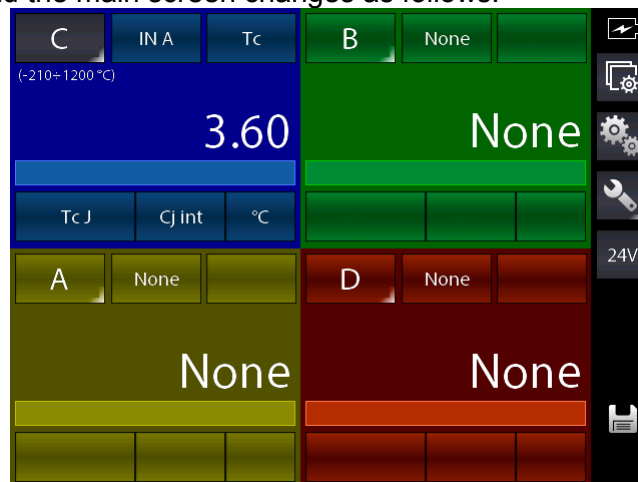 d the main screen changes as follows:
C IN A Tc
(-210÷1200 °C)
3.60
Tc J Cj int °C
B None
None
A None
None
D None
None
24V